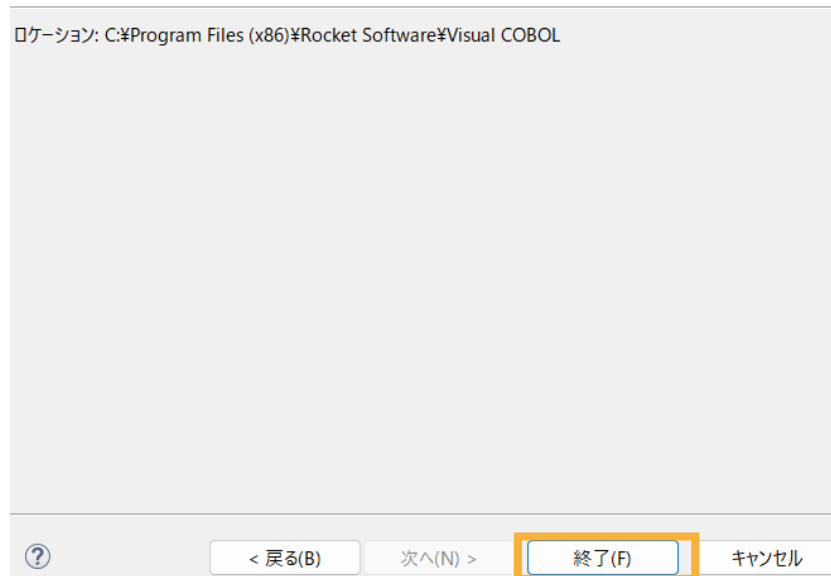 ロケーション: C:¥Program Files (x86)¥Rocket Software¥Visual COBOL
? < 戻る(B) 次へ(N) > 終了(F) キャンセル